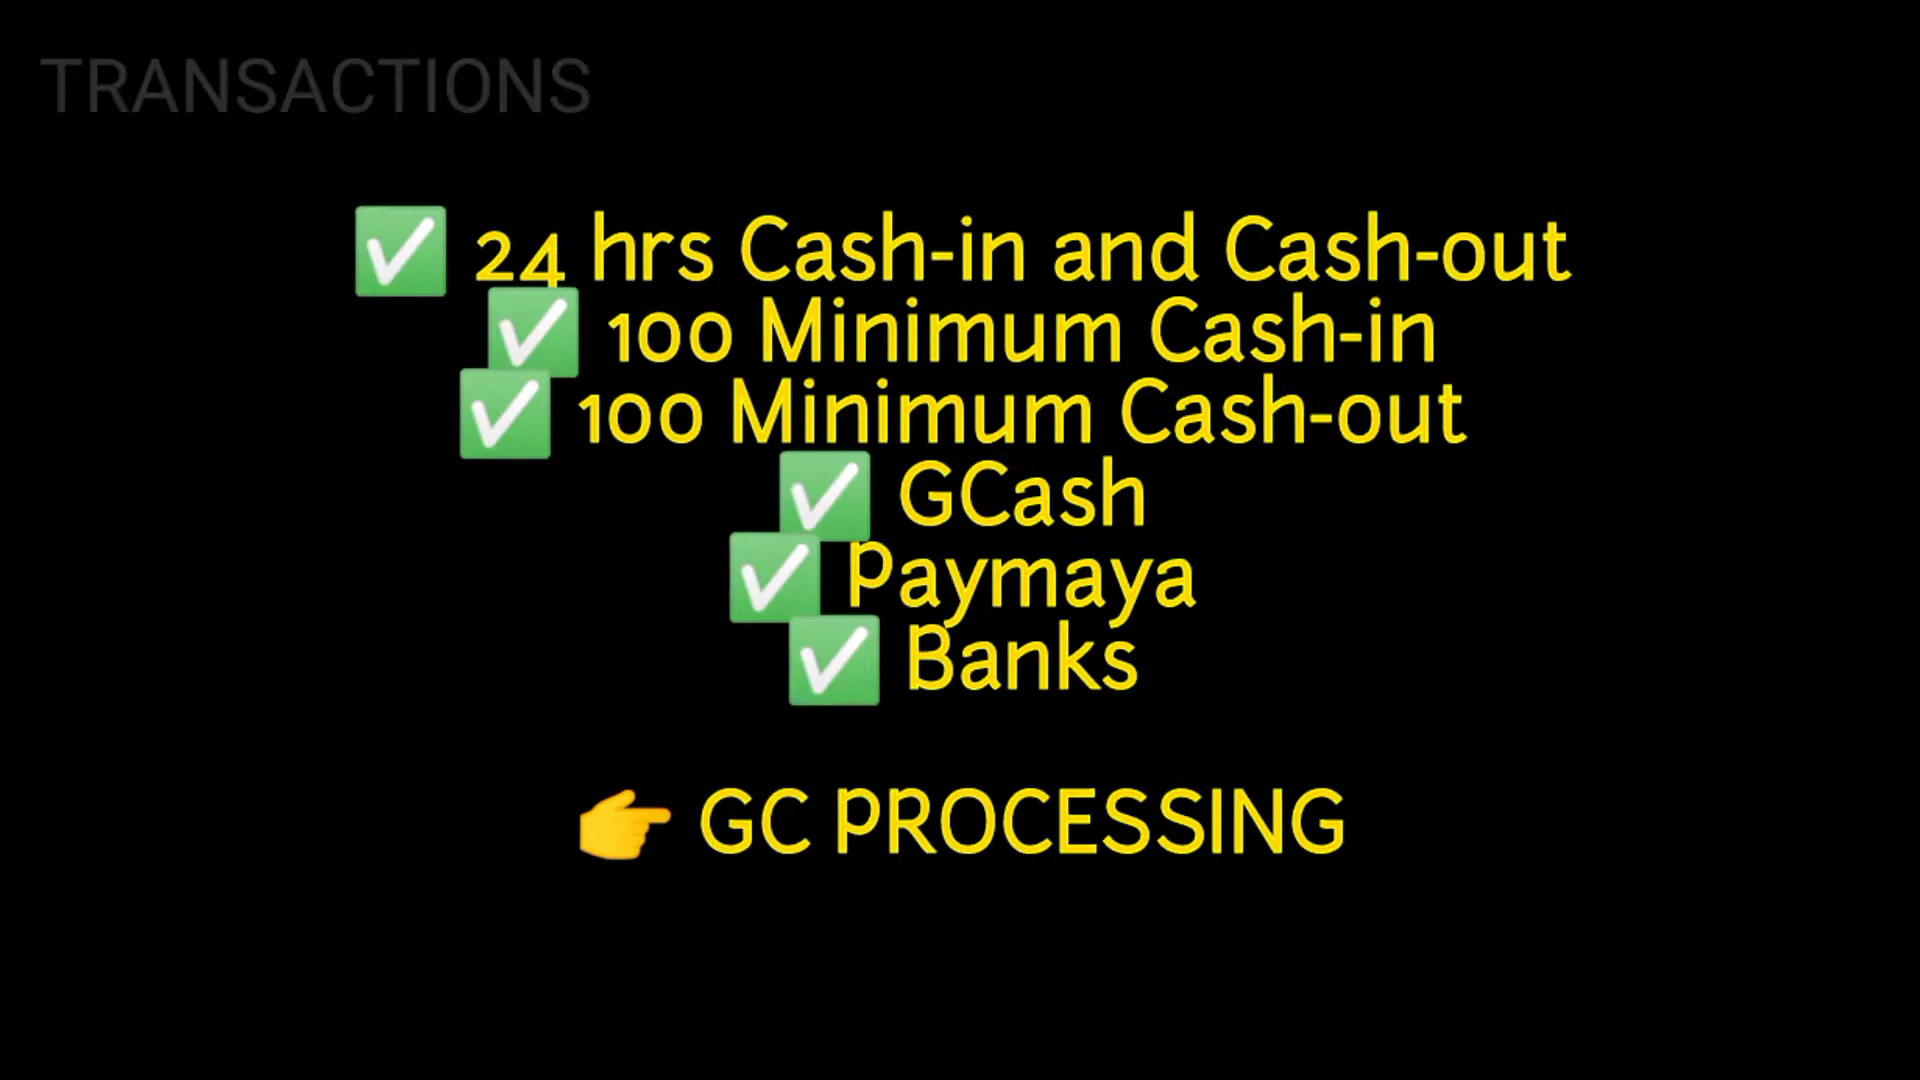 TRANSACTIONS
✅ 24 hrs Cash-in and Cash-out
✅ 100 Minimum Cash-in
✅ 100 Minimum Cash-out
✅ GCash
✅ Paymaya
✅ Banks
👉 GC PROCESSING